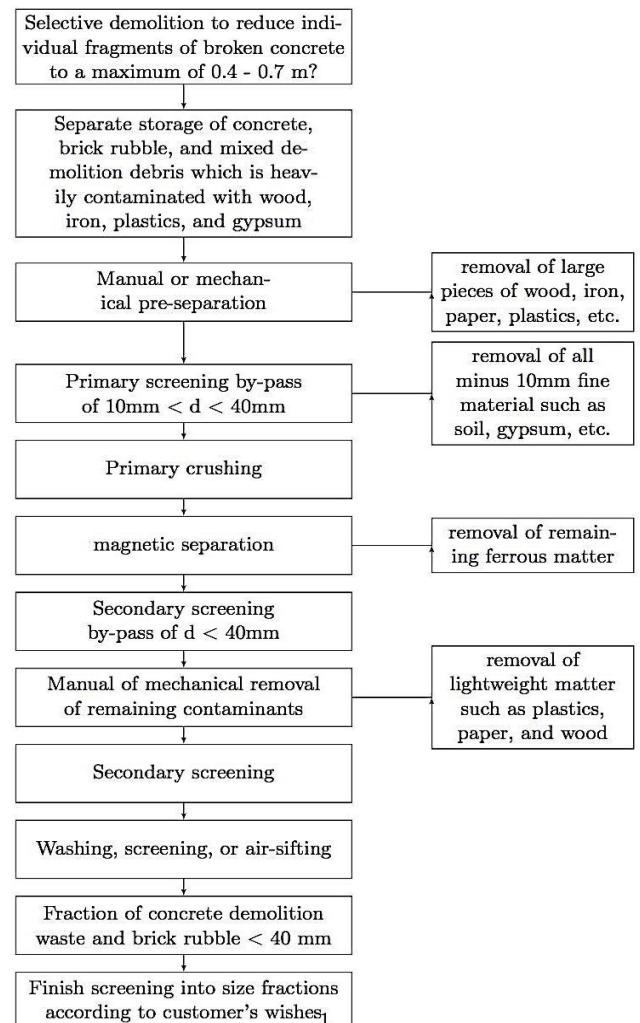 Selective demolition to reduce indi-
vidual fragments of broken concrete
to a maximum of 0.4 - 0.7 m?
Separate storage of concrete,
brick rubble, and mixed de-
molition debris which is heav-
ily contaminated with wood,
iron, plastics, and gypsum
Manual or mechan-
ical pre-separation
removal of large
pieces of wood, iron,
paper, plastics, etc.
Primary screening by-pass
of 10mm < d < 40mm
removal of all
minus 10mm fine
material such as
soil, gypsum, etc.
Primary crushing
magnetic separation
removal of remain-
ing ferrous matter
Secondary screening
by-pass of d < 40mm
Manual of mechanical removal
of remaining contaminants
removal of
lightweight matter
such as plastics,
paper, and wood
Secondary screening
Washing, screening, or air-sifting
Fraction of concrete demolition
waste and brick rubble < 40 mm
Finish screening into size fractions
according to customer's wishes1